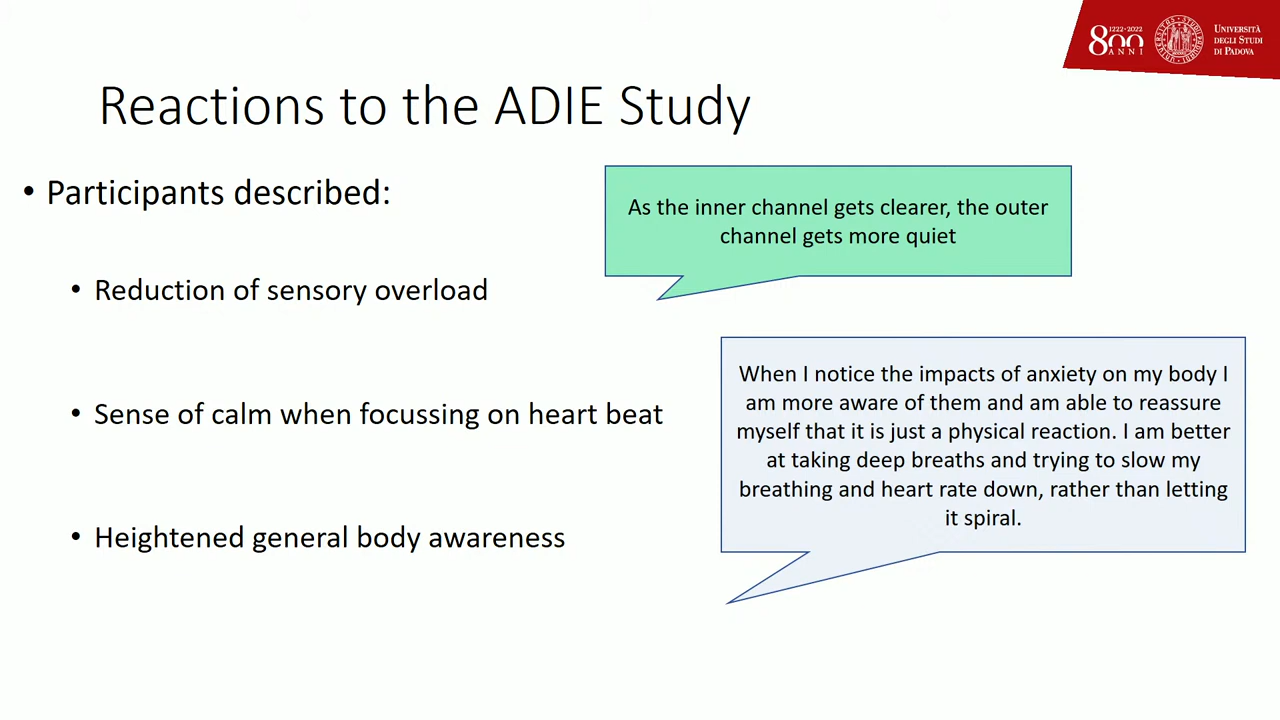 1222·2022
800
ANNI
UNIVERSITÀ
DEGLI STUDI
DI PADOVA
Reactions to the ADIE Study
• Participants described:
• Reduction of sensory overload
• Sense of calm when focussing on heart beat
• Heightened general body awareness
As the inner channel gets clearer, the outer
channel gets more quiet
When I notice the impacts of anxiety on my body I
am more aware of them and am able to reassure
myself that it is just a physical reaction. I am better
at taking deep breaths and trying to slow my
breathing and heart rate down, rather than letting
it spiral.